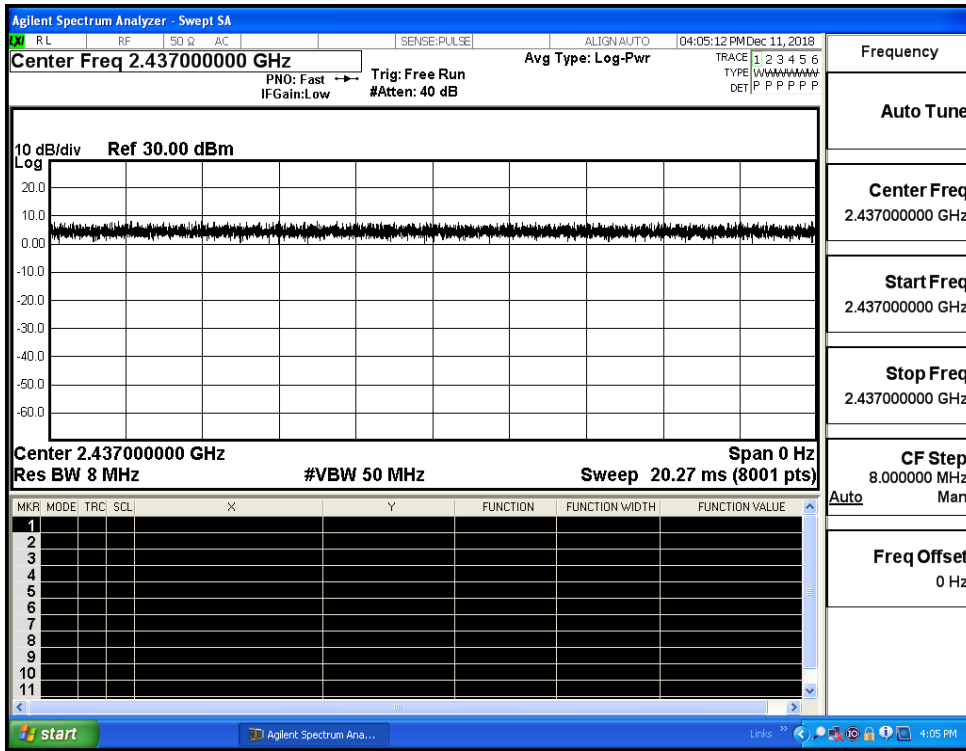 Agilent Spectrum Analyzer - Swept SA
LXI RL RF 50 Ω AC SENSE:PULSE ALIGN AUTO 04:05:12 PM Dec 11, 2018
Center Freq 2.437000000 GHz
PNO: Fast
IFGain:Low
Trig: Free Run
#Atten: 40 dB
Avg Type: Log-Pwr
TRACE 1 2 3 4 5 6
TYPE
DET P P P P P P
10 dB/div Ref 30.00 dBm
Log
20.0
10.0
0.00
-10.0
-20.0
-30.0
-40.0
-50.0
-60.0
Center 2.437000000 GHz Span 0 Hz
Res BW 8 MHz #VBW 50 MHz Sweep 20.27 ms (8001 pts)
MKR MODE TRC SCL X Y FUNCTION FUNCTION WIDTH FUNCTION VALUE
1
2
3
4
5
6
7
8
9
10
11
Frequency
Auto Tune
Center Freq
2.437000000 GHz
Start Freq
2.437000000 GHz
Stop Freq
2.437000000 GHz
CF Step
8.000000 MHz
Auto Man
Freq Offset
0 Hz
start Agilent Spectrum Ana... Links » 4:05 PM